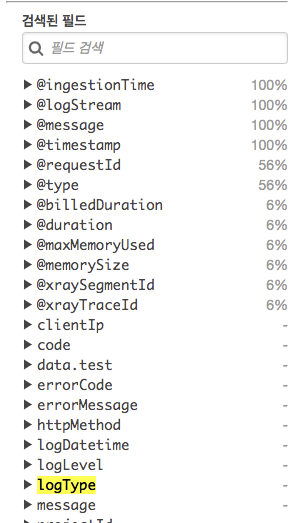 검색된 필드
필드 검색
@ingestionTime 100%
@logStream 100%
@message 100%
@timestamp 100%
@requestId 56%
@type 56%
@billedDuration 6%
@duration 6%
@maxMemoryUsed 6%
@memorySize 6%
@xraySegmentId 6%
@xrayTraceId 6%
clientIp -
code -
data.test -
errorCode -
errorMessage -
httpMethod -
logDatetime -
logLevel -
logType -
message -